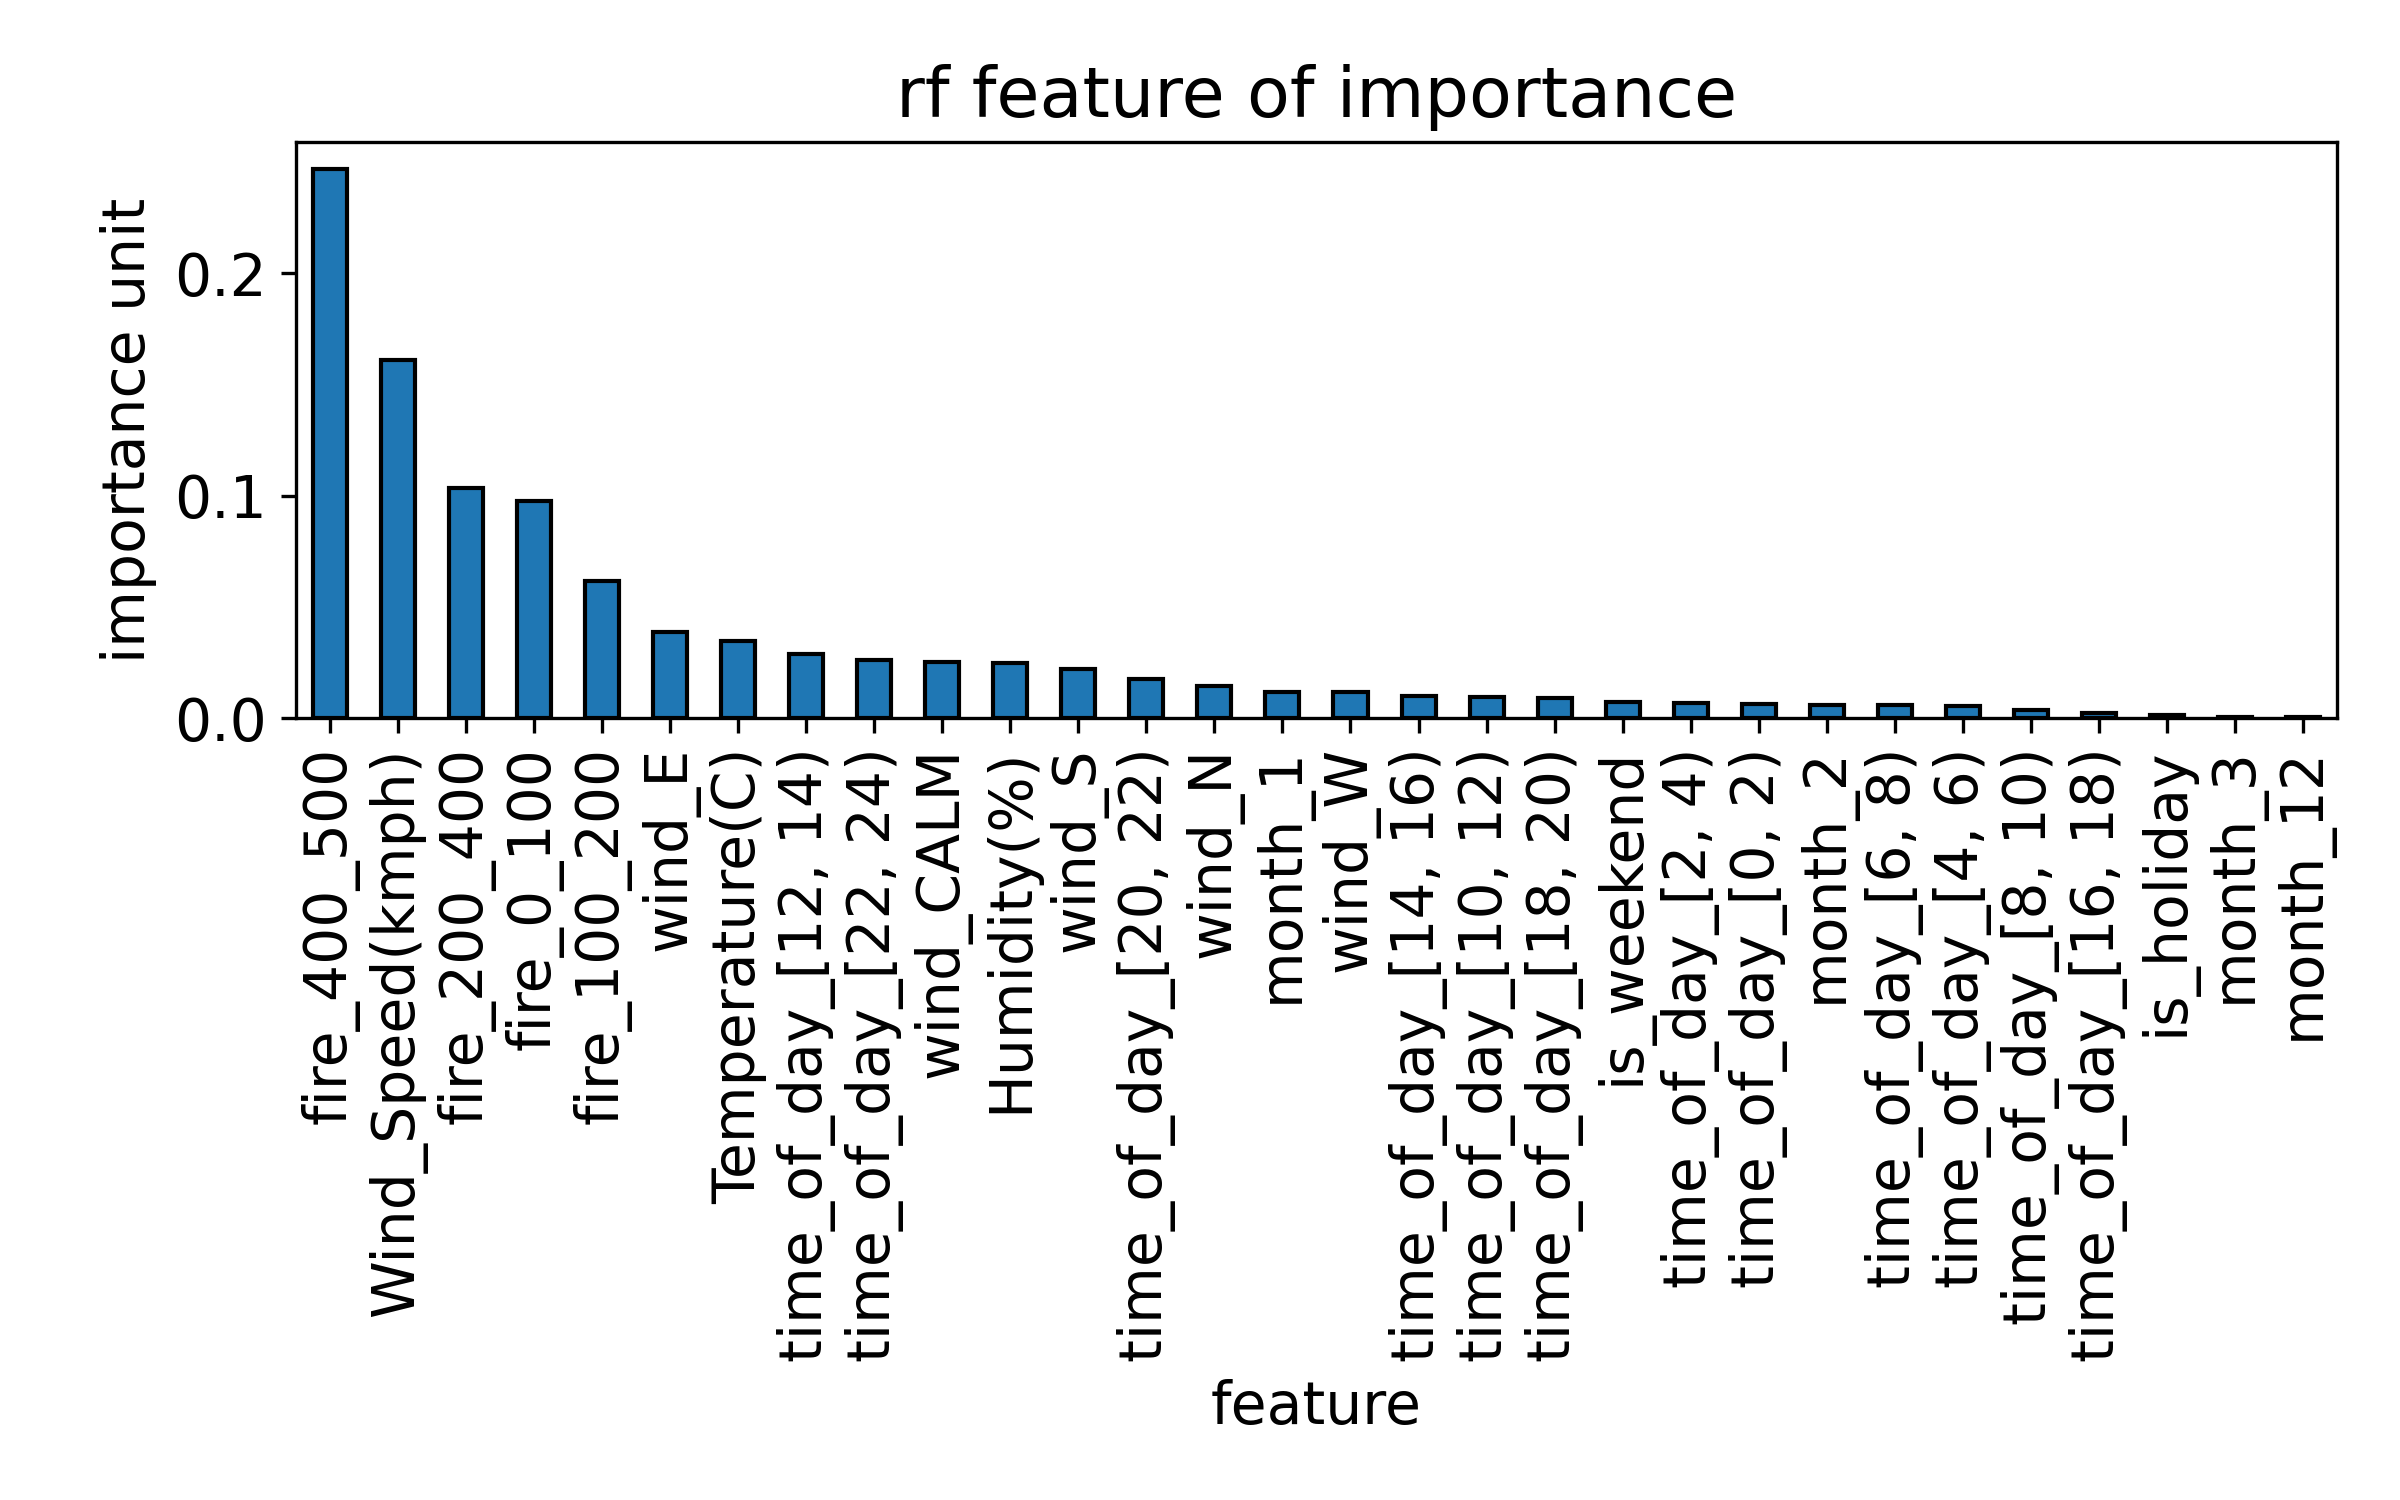 rf feature of importance
importance unit
0.2
0.1
0.0
fire_400_500
Wind_Speed(kmph)
fire_200_400
fire_0_100
fire_100_200
wind_E
Temperature(C)
time_of_day_[12, 14)
time_of_day_[22, 24)
wind_CALM
Humidity(%)
wind_S
time_of_day_[20, 22)
wind_N
month_1
wind_W
time_of_day_[14, 16)
time_of_day_[10, 12)
time_of_day_[18, 20)
is_weekend
time_of_day_[2, 4)
time_of_day_[0, 2)
month_2
time_of_day_[6, 8)
time_of_day_[4, 6)
time_of_day_[8, 10)
time_of_day_[16, 18)
is_holiday
month_3
month_12
feature